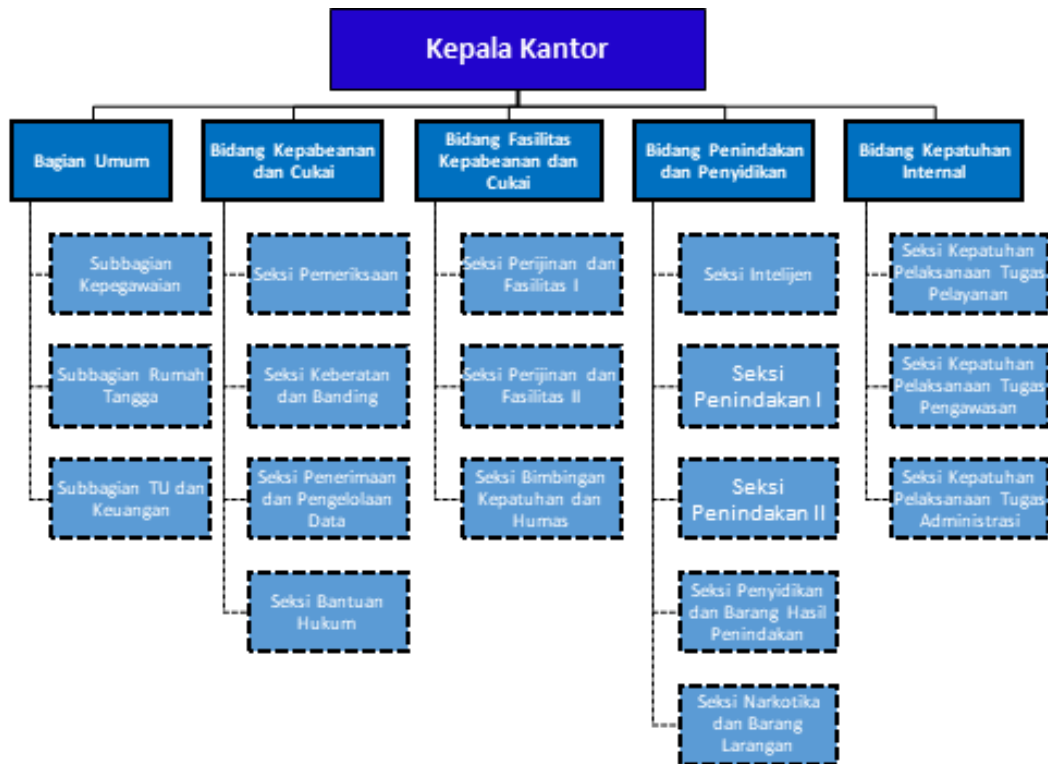 Kepala Kantor
Bagian Umum
Bidang Kepabeanan
dan Cukai
Bidang Fasilitas
Kepabeanan dan
Cukai
Bidang Penindakan
dan Penyidikan
Bidang Kepatuhan
Internal
Subbagian
Kepegawaian
Subbagian Rumah
Tangga
Subbagian TU dan
Keuangan
Seksi Pemeriksaan
Seksi Keberatan
dan Banding
Seksi Penerimaan
dan Pengelolaan
Data
Seksi Bantuan
Hukum
Seksi Perijinan dan
Fasilitas I
Seksi Perijinan dan
Fasilitas II
Seksi Bimbingan
Kepatuhan dan
Humas
Seksi Intelijen
Seksi
Penindakan I
Seksi
Penindakan II
Seksi Penyidikan
dan Barang Hasil
Penindakan
Seksi Narkotika
dan Barang
Larangan
Seksi Kepatuhan
Pelaksanaan Tugas
Pelayanan
Seksi Kepatuhan
Pelaksanaan Tugas
Pengawasan
Seksi Kepatuhan
Pelaksanaan Tugas
Administrasi